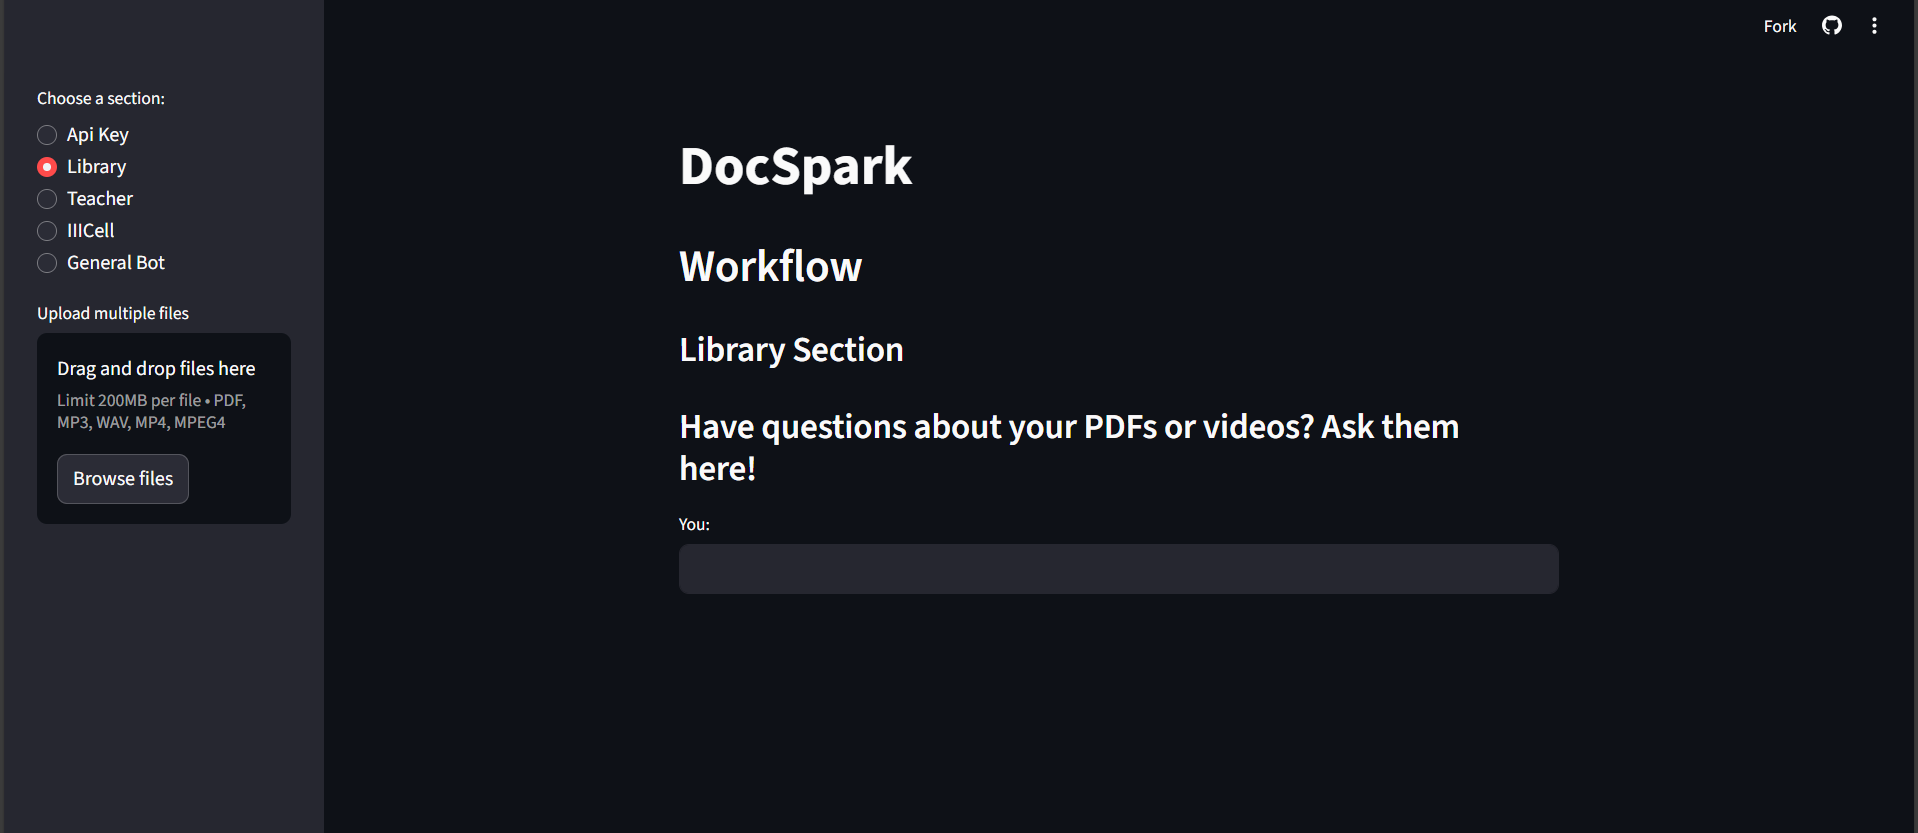 Fork
Choose a section:
Api Key
Library
Teacher
IIICell
General Bot
Upload multiple files
Drag and drop files here
Limit 200MB per file • PDF,
MP3, WAV, MP4, MPEG4
Browse files
DocSpark
Workflow
Library Section
Have questions about your PDFs or videos? Ask them
here!
You: